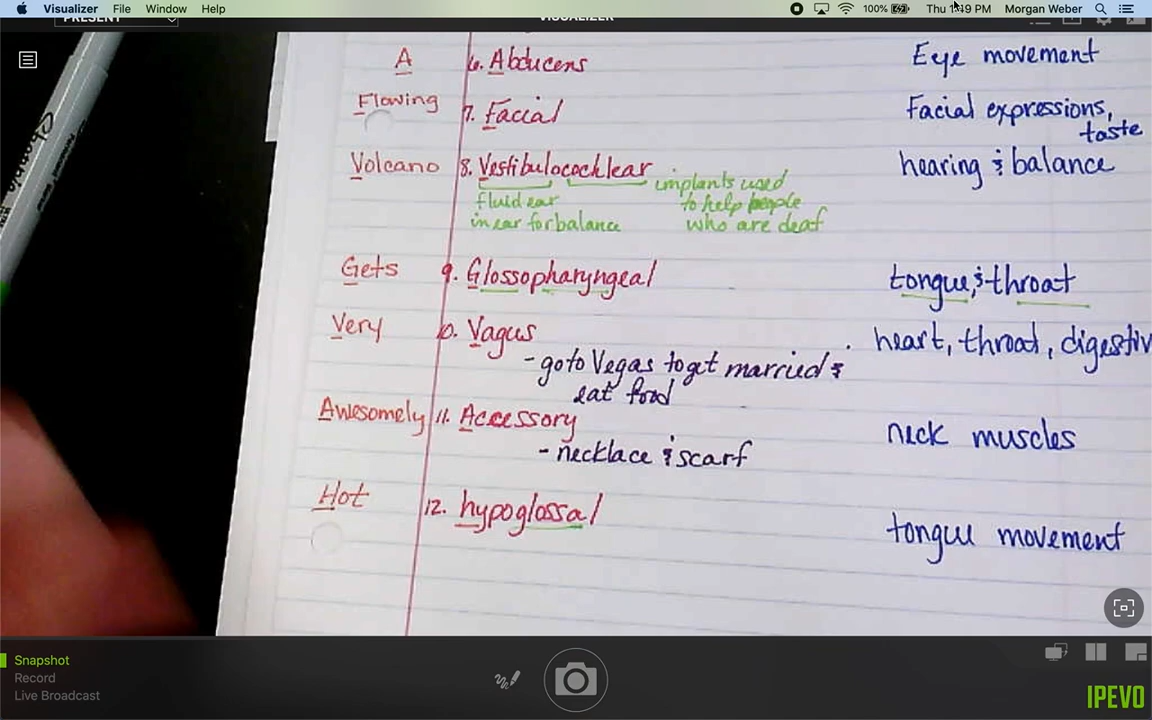 Visualizer File Window Help 100% Thu 1:49 PM Morgan Weber
PRESENT VISUALIZER
A 6. Abducens Eye movement
Flowing 7. Facial Facial expressions,
taste
Volcano 8. Vestibulocochlear hearing & balance
implants used
fluid ear to help people
in ear for balance who are deaf
Gets 9. Glossopharyngeal tongue, & throat
Very 10. Vagus heart, throat, digestiv
- go to Vegas to get married &
eat food
Awesomely 11. Accessory neck muscles
- necklace & scarf
Hot 12. hypoglossal tongue movement
Snapshot
Record
Live Broadcast
IPEVO